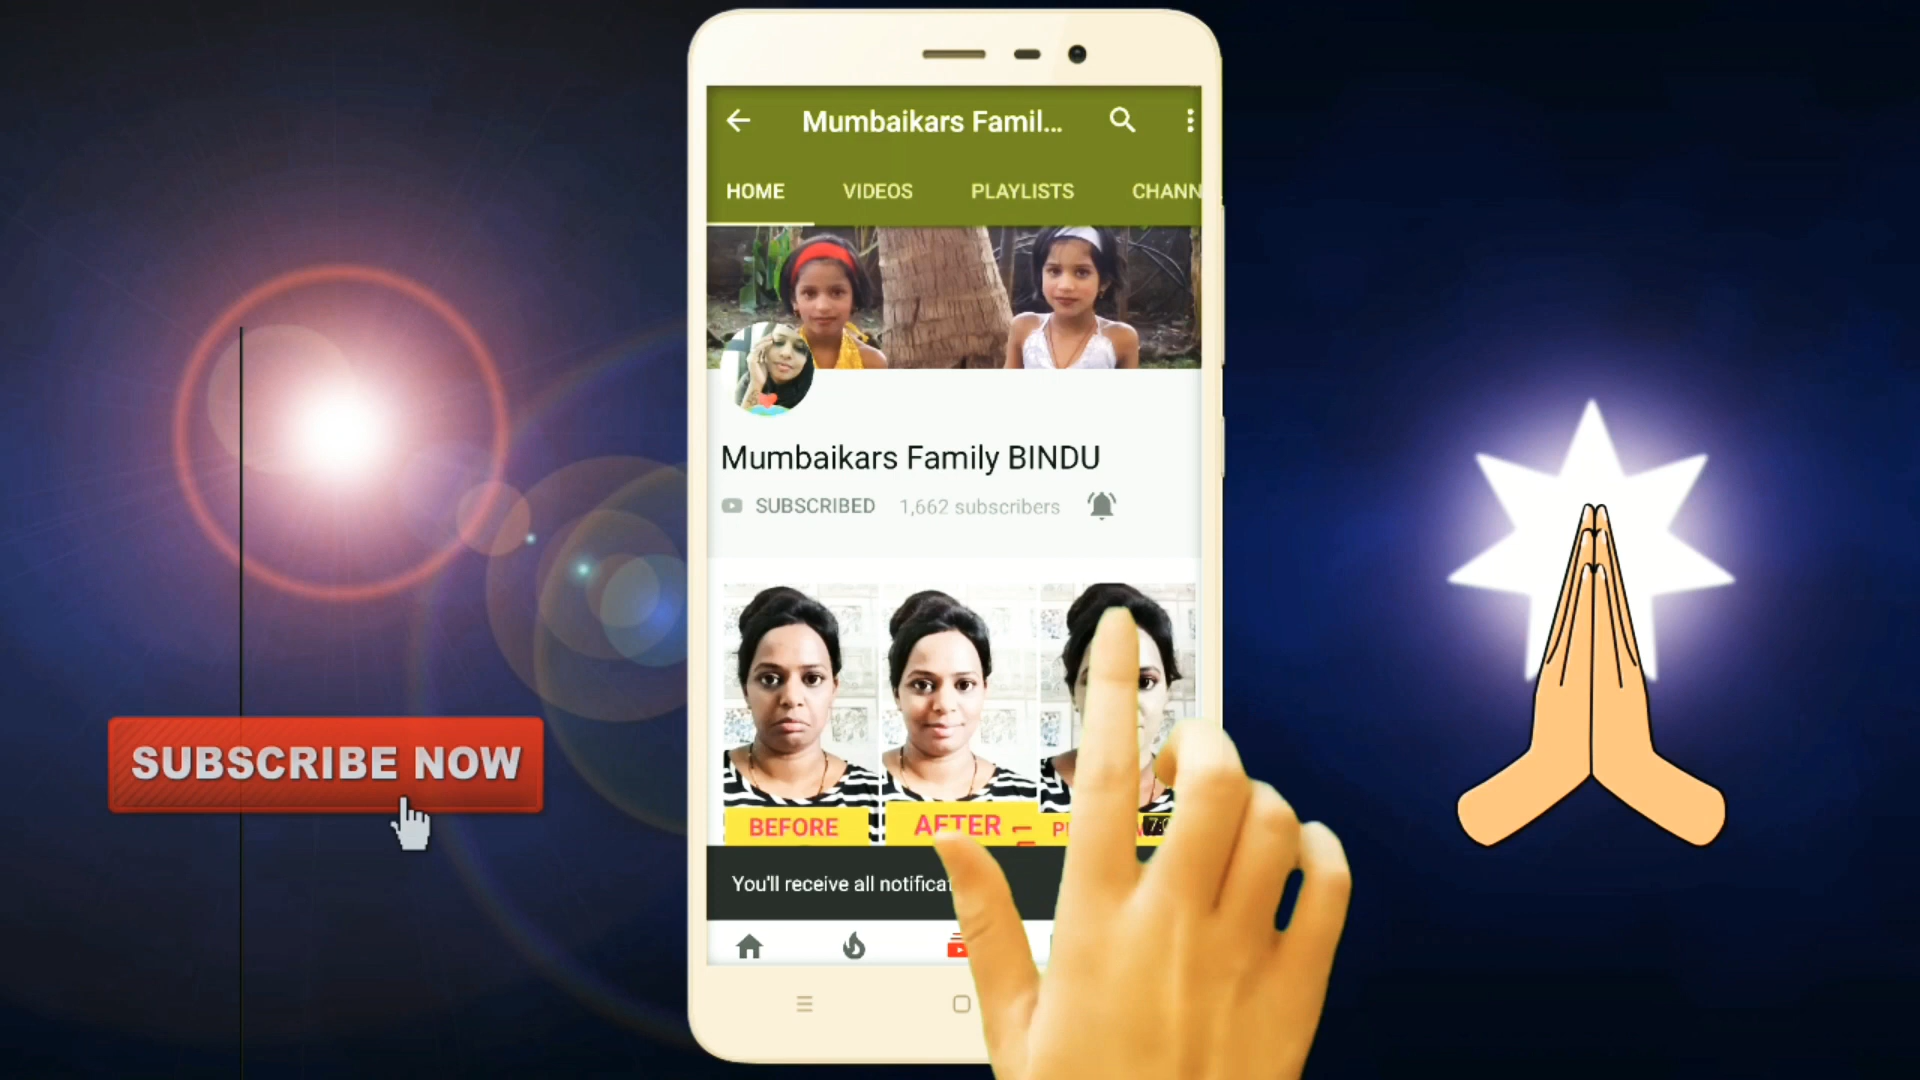 Mumbaikars Famil...
HOME VIDEOS PLAYLISTS CHANN
Mumbaikars Family BINDU
SUBSCRIBED 1,662 subscribers
SUBSCRIBE NOW
BEFORE
AFTER
You'll receive all notificat